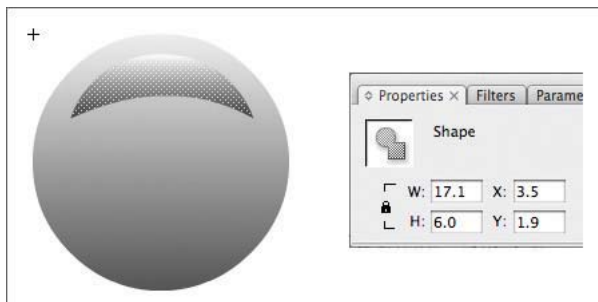 Properties × Filters Parame
Shape
W: 17.1 X: 3.5
H: 6.0 Y: 1.9